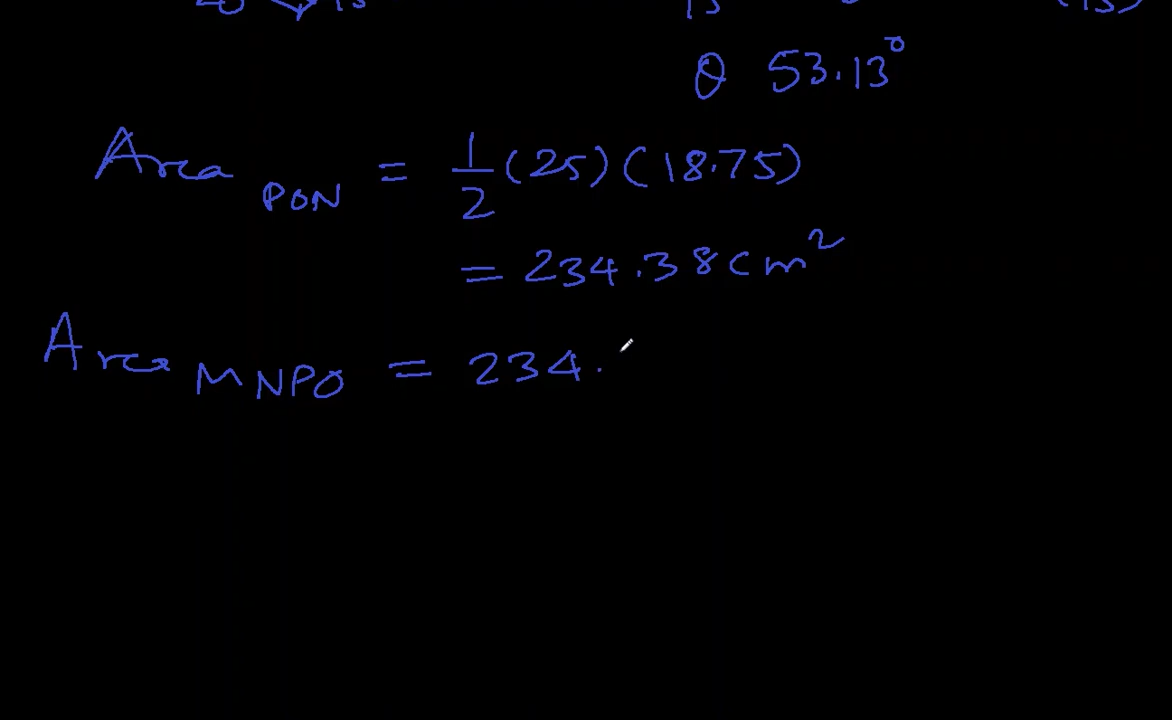 θ 53.13°
Area PON = 1/2 (25)(18.75)
= 234.38 cm²
Area MNPO = 234.